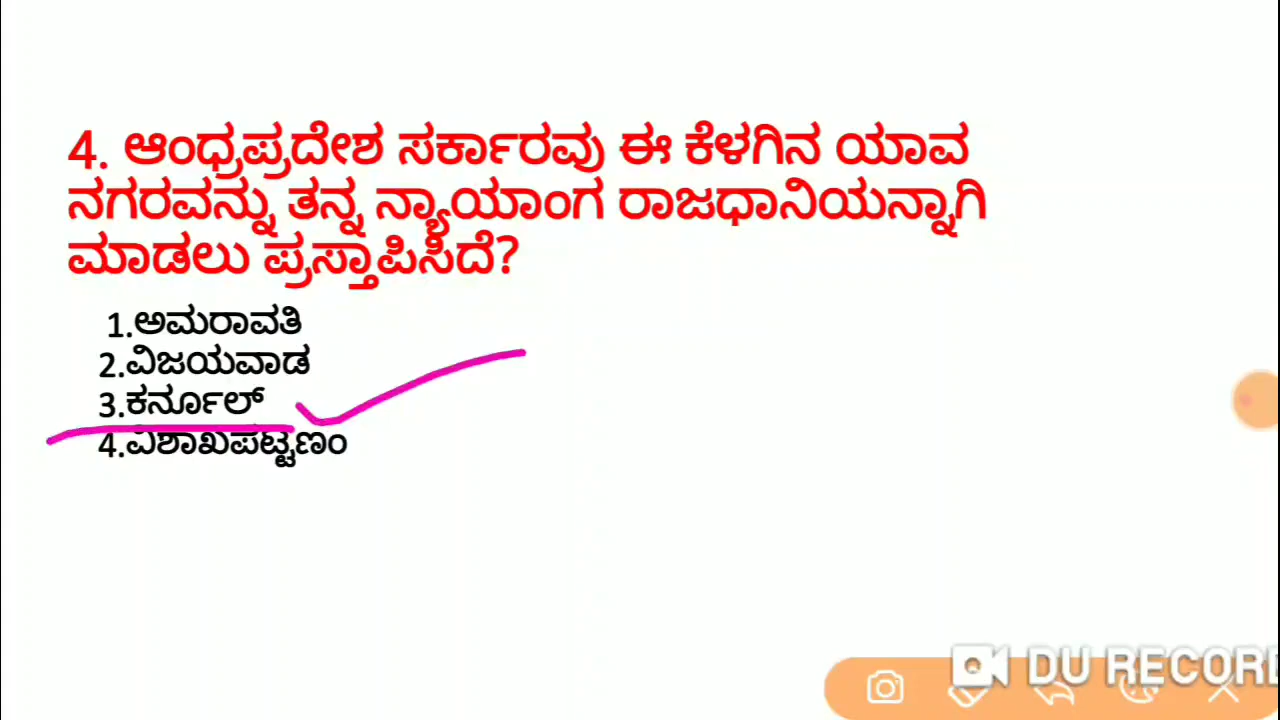 4. ಆಂಧ್ರಪ್ರದೇಶ ಸರ್ಕಾರವು ಈ ಕೆಳಗಿನ ಯಾವ
ನಗರವನ್ನು ತನ್ನ ನ್ಯಾಯಾಂಗ ರಾಜಧಾನಿಯನ್ನಾಗಿ
ಮಾಡಲು ಪ್ರಸ್ತಾಪಿಸಿದೆ?
1.ಅಮರಾವತಿ
2.ವಿಜಯವಾಡ
3.ಕರ್ನೂಲ್
4.ವಿಶಾಖಪಟ್ಟಣಂ
DU RECORD